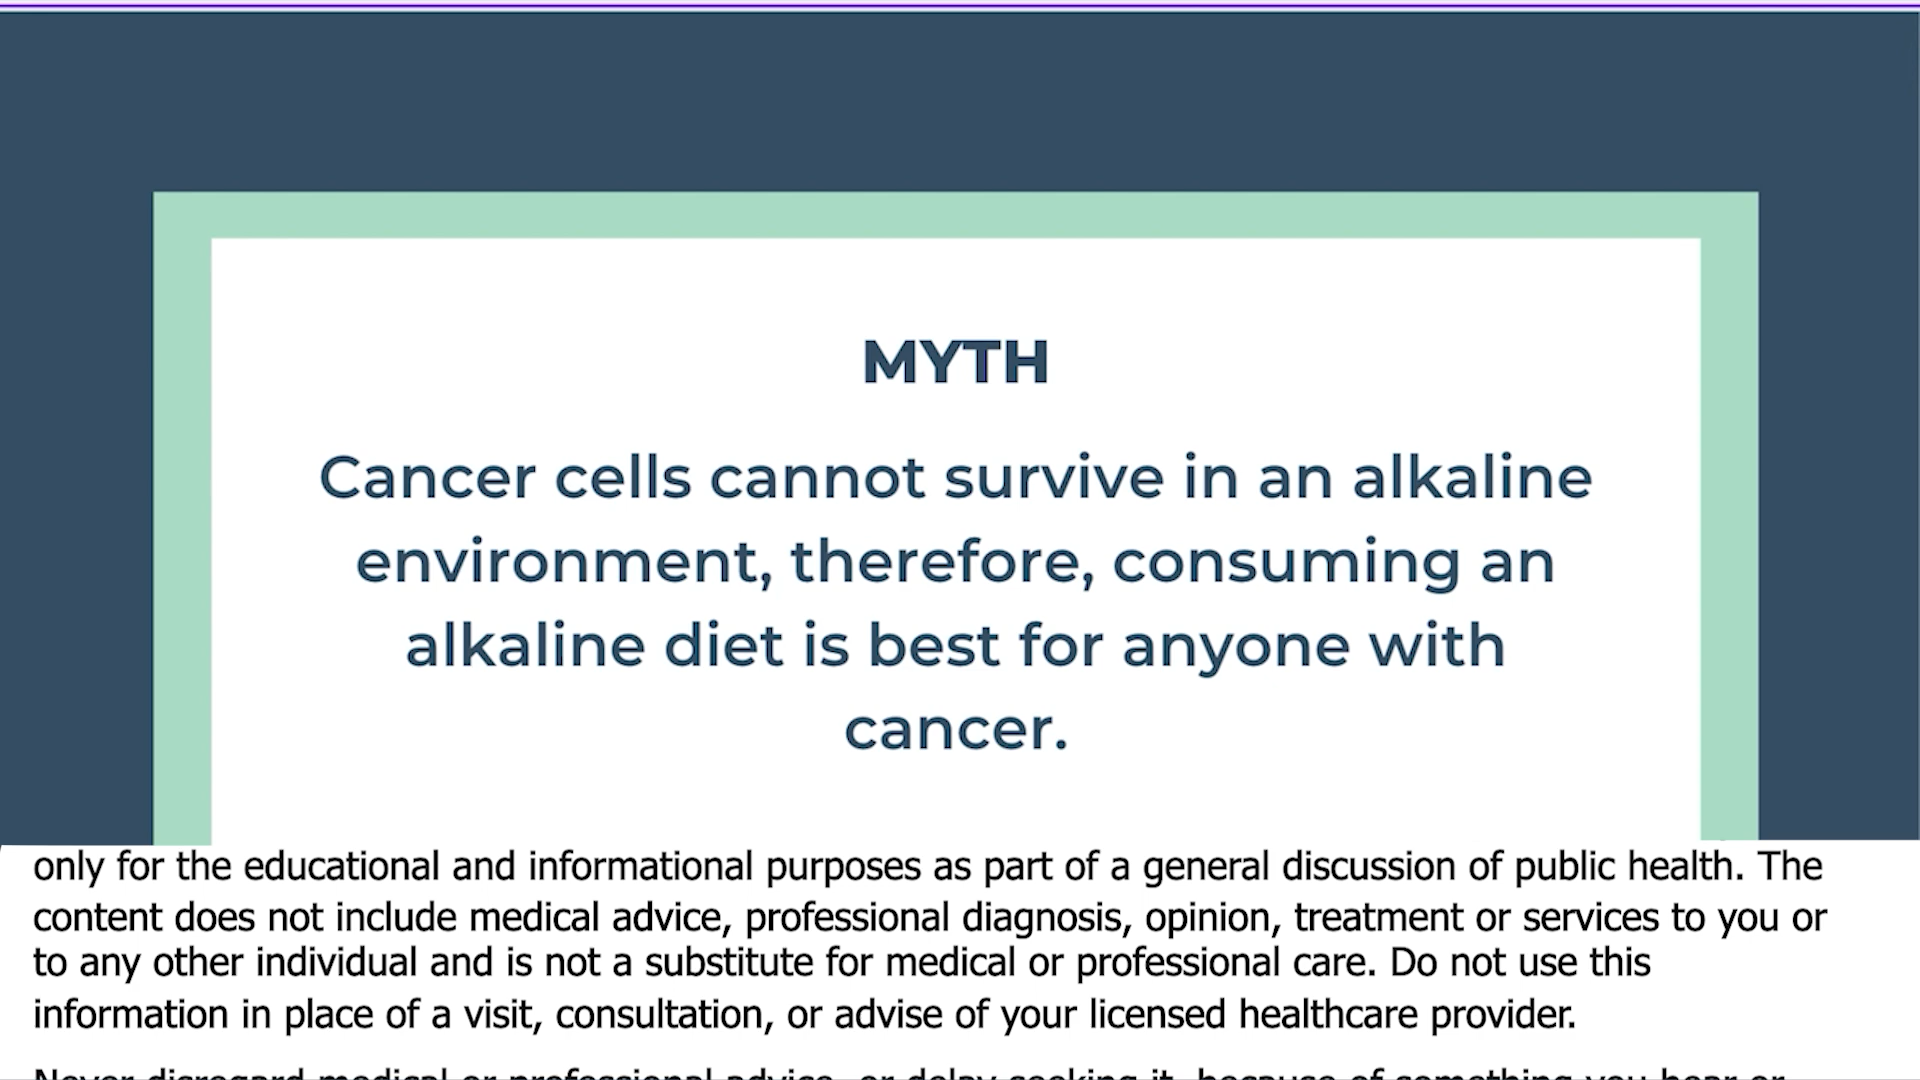 MYTH
Cancer cells cannot survive in an alkaline
environment, therefore, consuming an
alkaline diet is best for anyone with
cancer.
only for the educational and informational purposes as part of a general discussion of public health. The
content does not include medical advice, professional diagnosis, opinion, treatment or services to you or
to any other individual and is not a substitute for medical or professional care. Do not use this
information in place of a visit, consultation, or advise of your licensed healthcare provider.
Never disregard medical or professional advice, or delay seeking it, because of something you hear or